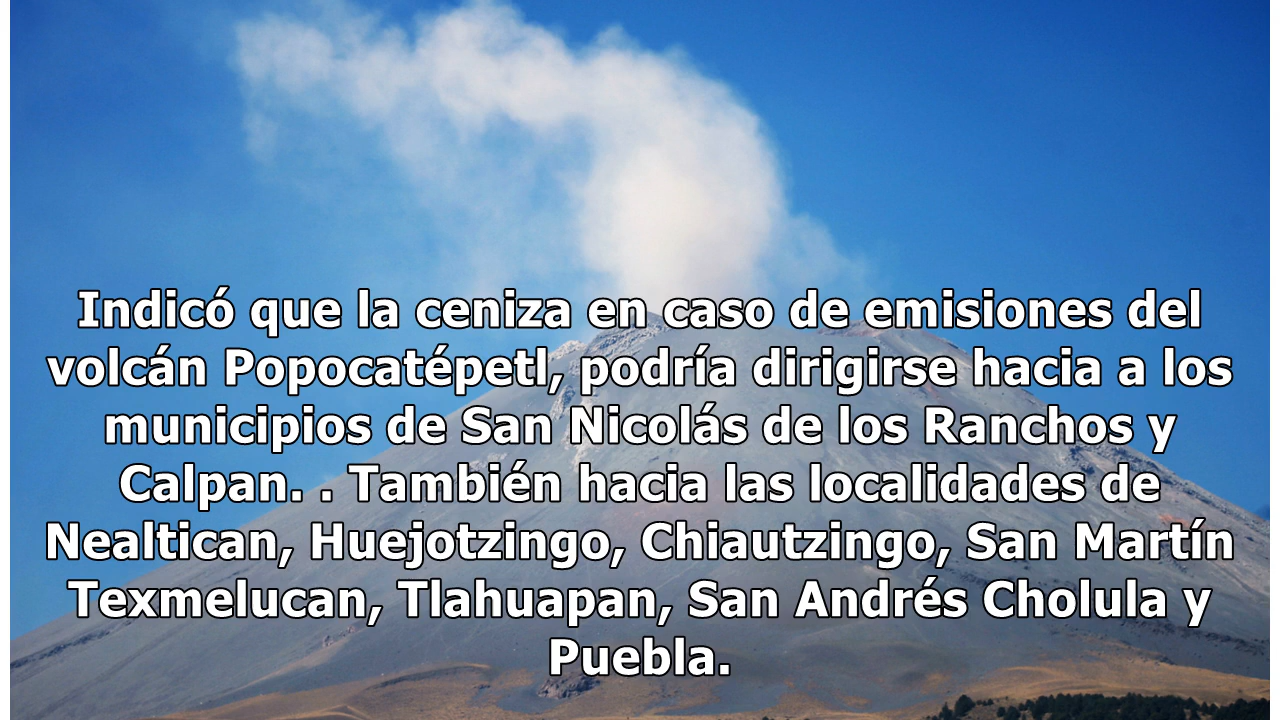 Indicó que la ceniza en caso de emisiones del
volcán Popocatépetl, podría dirigirse hacia a los
municipios de San Nicolás de los Ranchos y
Calpan. . También hacia las localidades de
Nealtican, Huejotzingo, Chiautzingo, San Martín
Texmelucan, Tlahuapan, San Andrés Cholula y
Puebla.